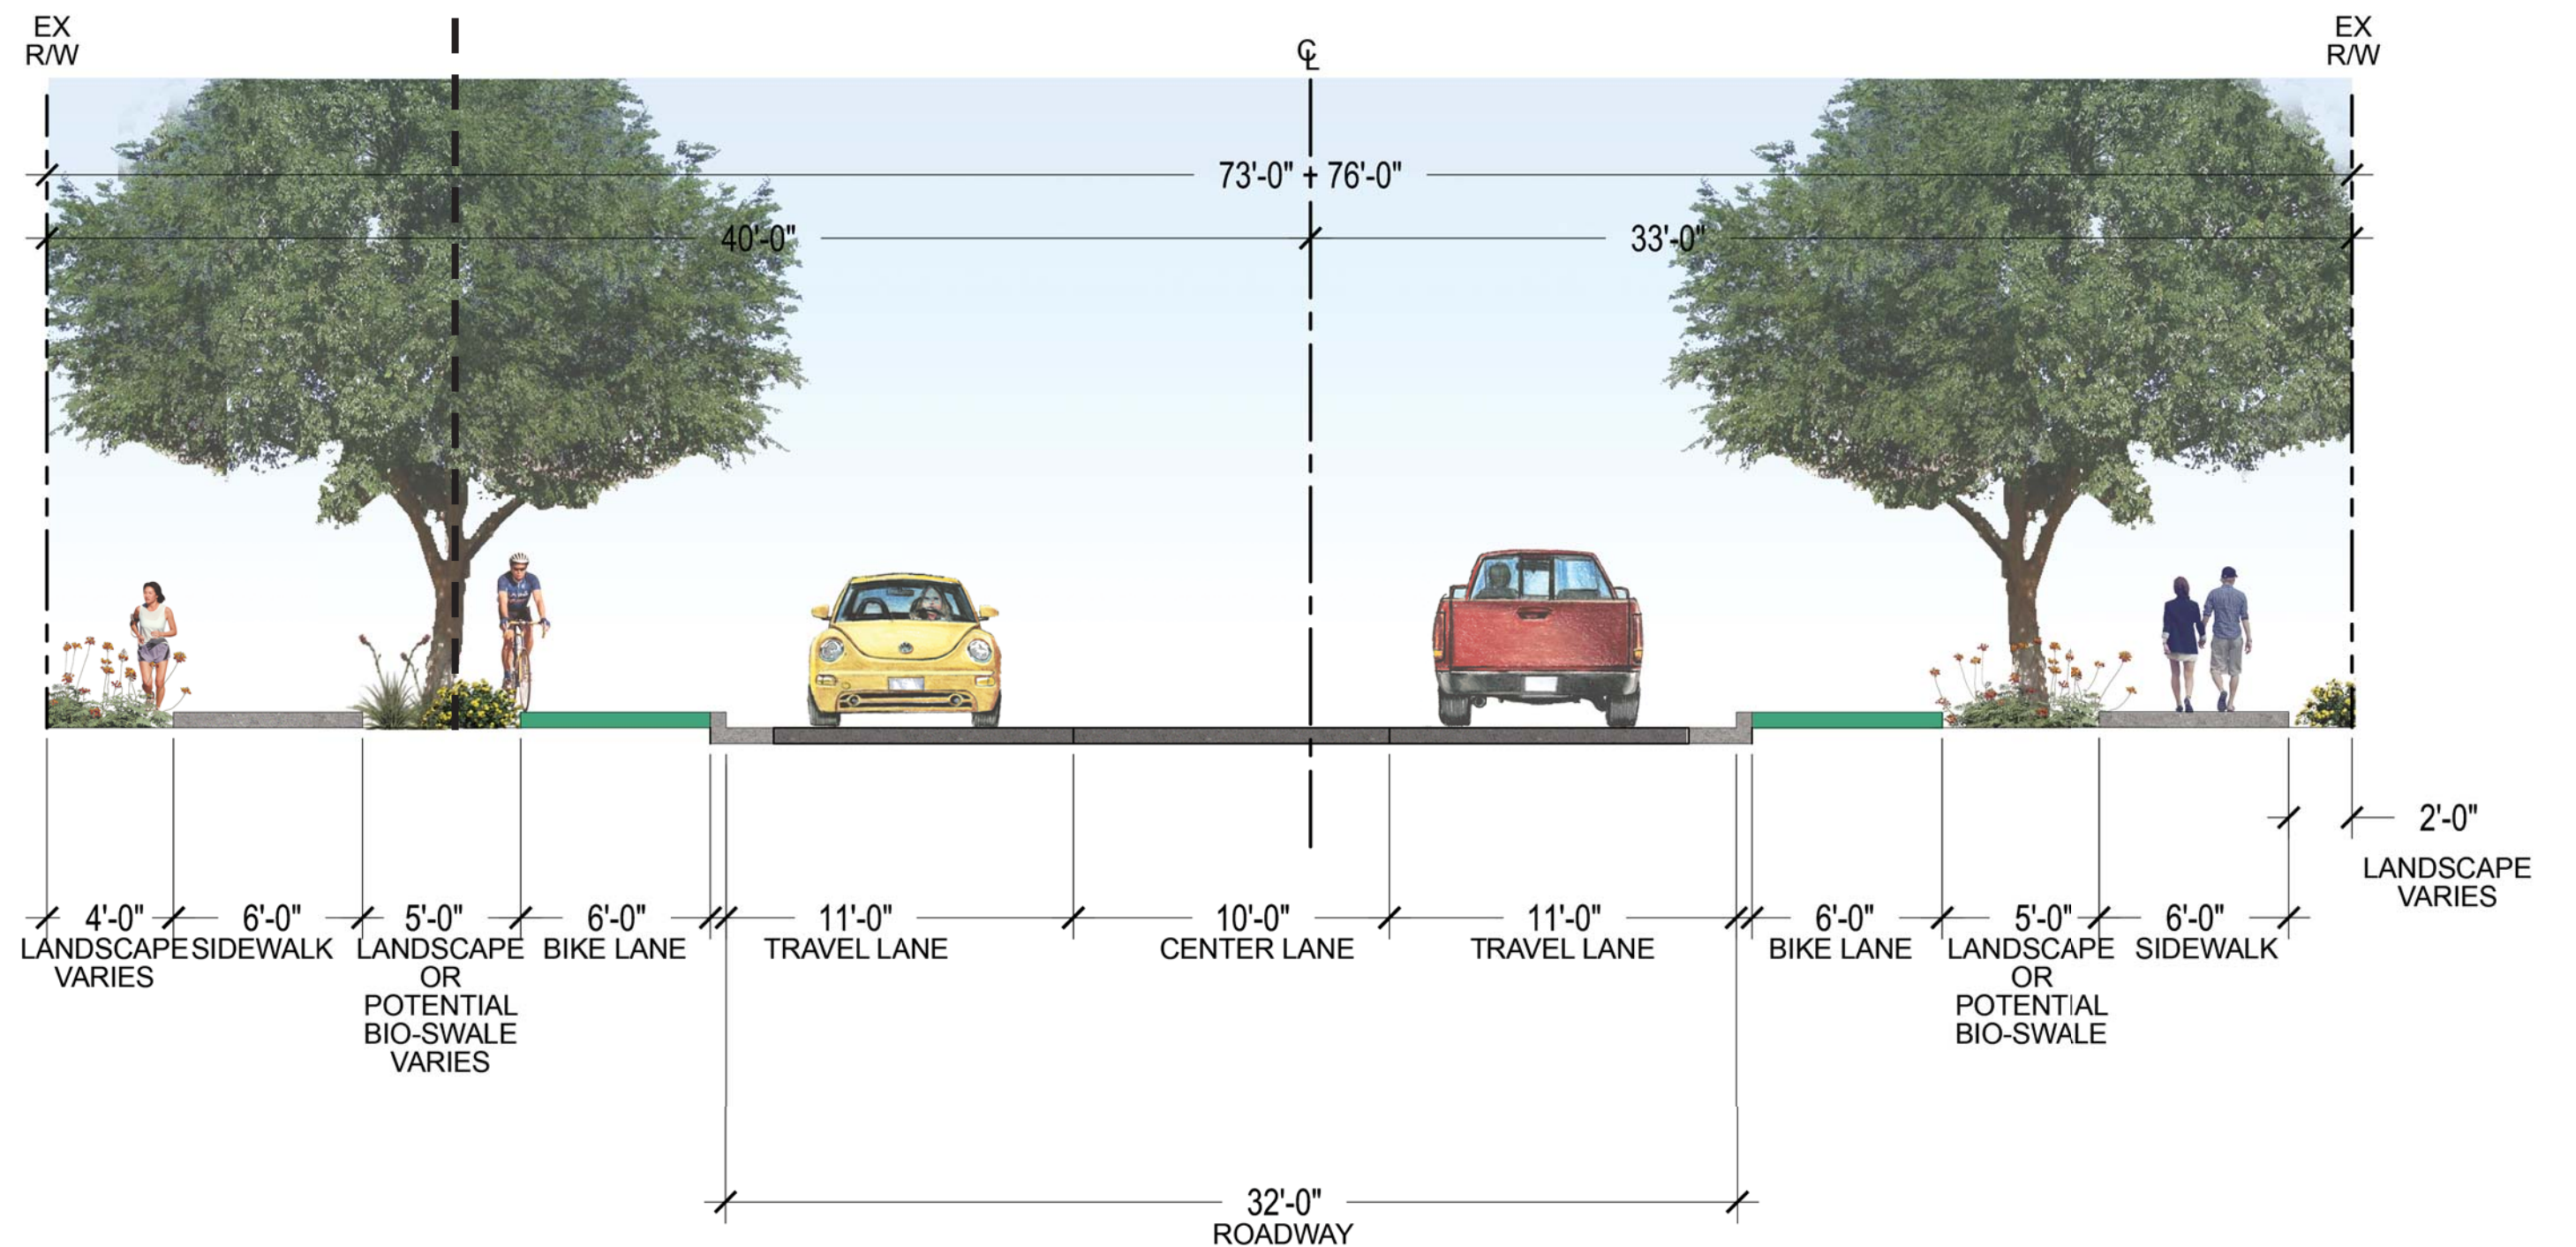 EX
R/W
℄
EX
R/W
73'-0" + 76'-0"
40'-0"
33'-0"
2'-0"
LANDSCAPE
VARIES
4'-0"
LANDSCAPE
VARIES
6'-0"
SIDEWALK
5'-0"
LANDSCAPE
OR
POTENTIAL
BIO-SWALE
VARIES
6'-0"
BIKE LANE
11'-0"
TRAVEL LANE
10'-0"
CENTER LANE
11'-0"
TRAVEL LANE
6'-0"
BIKE LANE
5'-0"
LANDSCAPE
OR
POTENTIAL
BIO-SWALE
6'-0"
SIDEWALK
32'-0"
ROADWAY